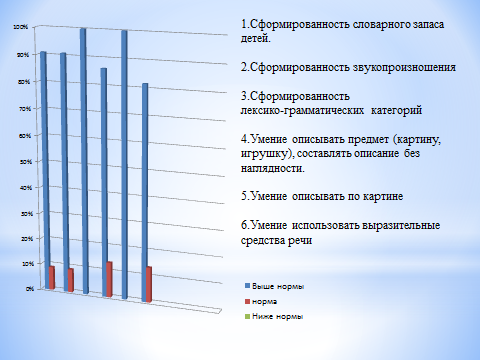 100%
90%
80%
70%
60%
50%
40%
30%
20%
10%
0%
1.Сформированность словарного запаса
детей.
2.Сформированность звукопроизношения
3.Сформированность
лексико-грамматических категорий
4.Умение описывать предмет (картину,
игрушку), составлять описание без
наглядности.
5.Умение описывать по картине
6.Умение использовать выразительные
средства речи
Выше нормы
норма
Ниже нормы